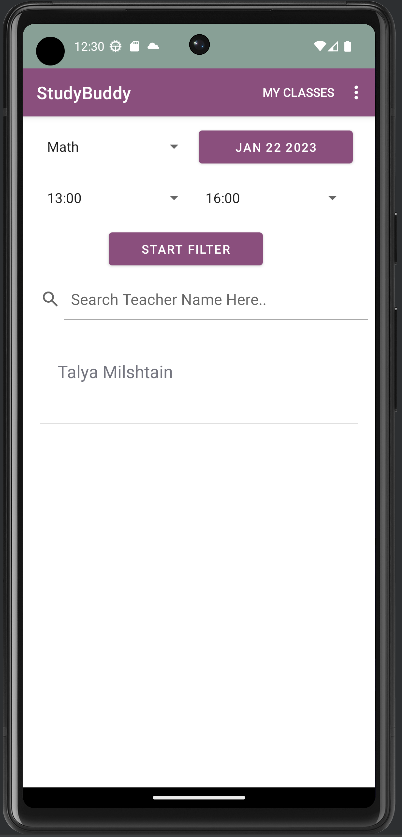 12:30
StudyBuddy MY CLASSES
Math JAN 22 2023
13:00 16:00
START FILTER
Search Teacher Name Here..
Talya Milshtain